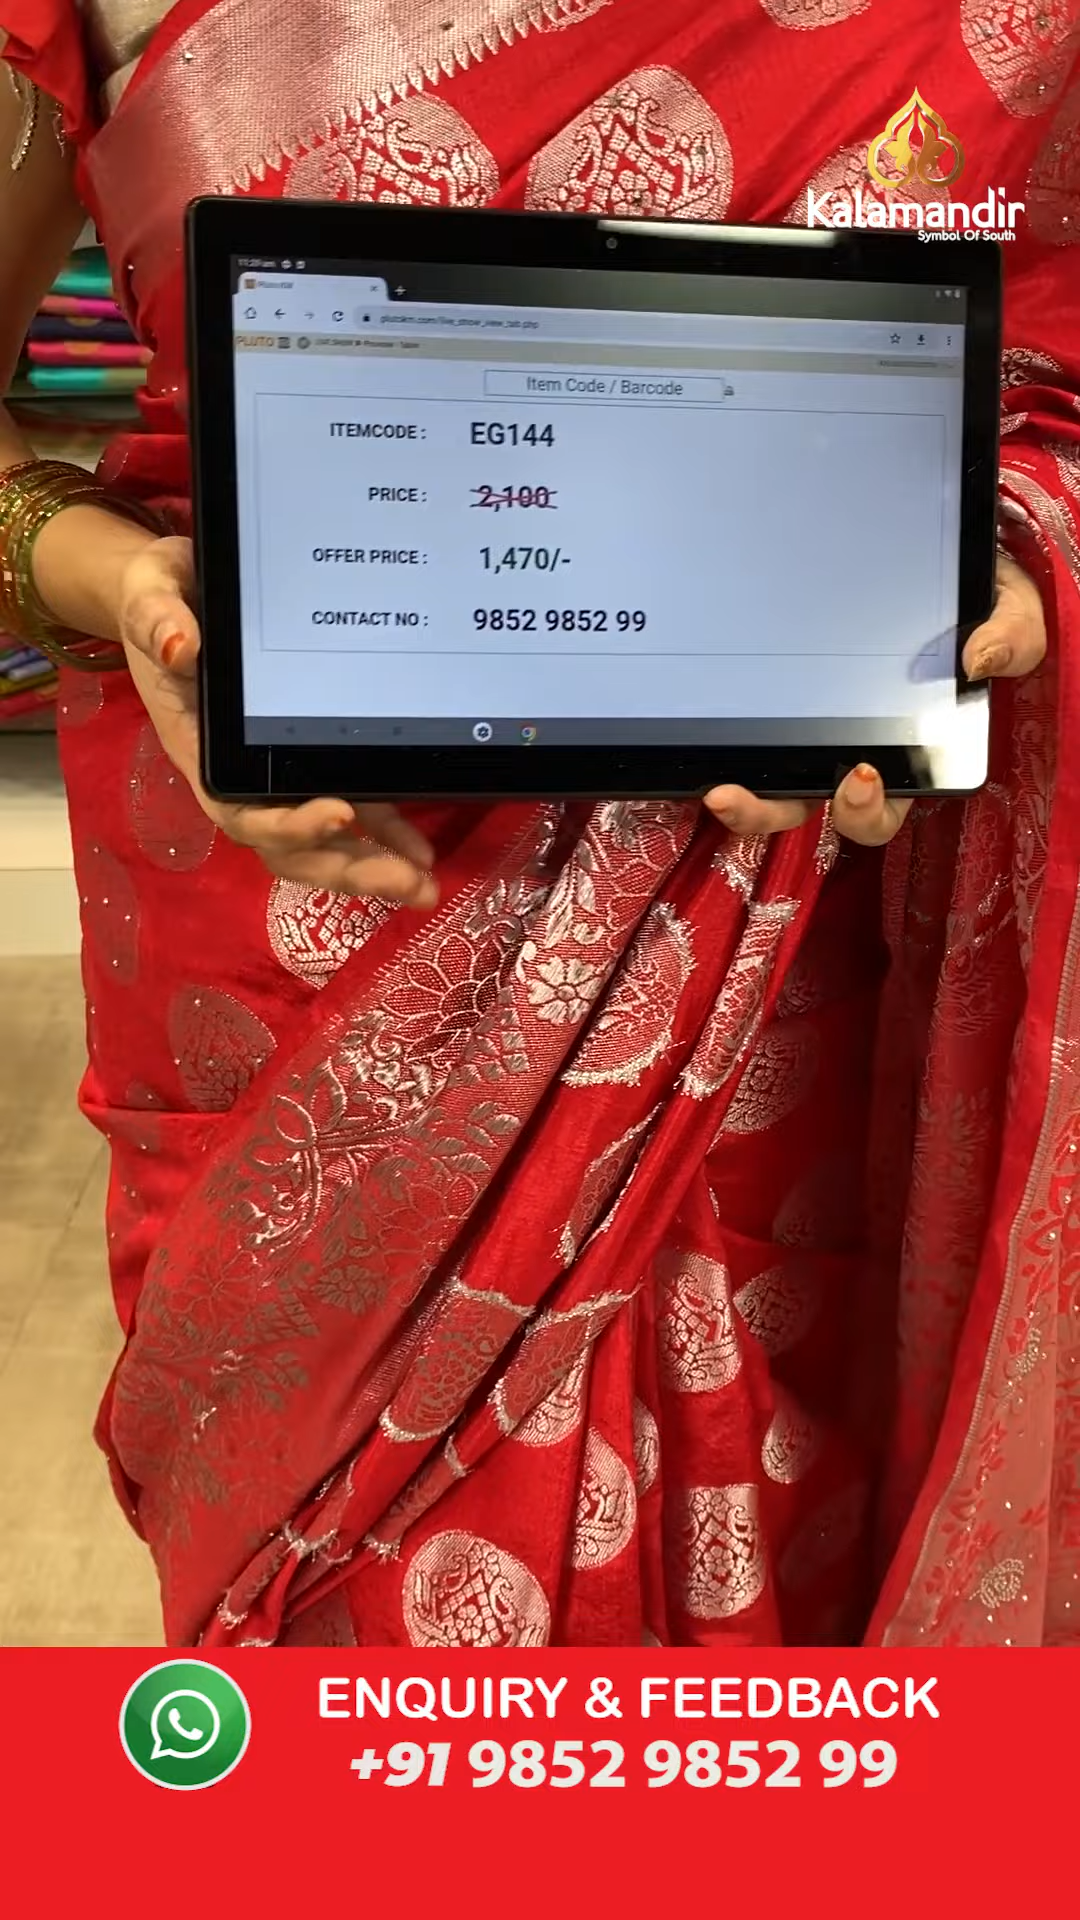 Kalamandir
Symbol Of South
PLUTO
Item Code / Barcode
ITEMCODE : EG144
PRICE : 2,100
OFFER PRICE : 1,470/-
CONTACT NO : 9852 9852 99
ENQUIRY & FEEDBACK
+91 9852 9852 99